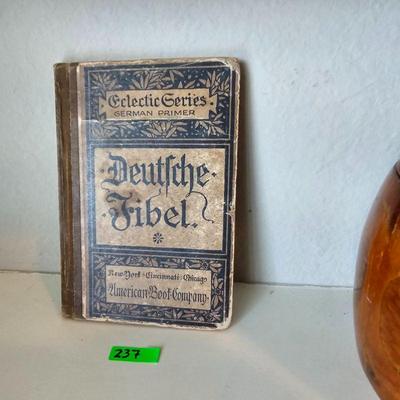 Eclectic Series.
GERMAN PRIMER
Deutsche
Fibel.
New-York · Cincinnati · Chicago
American · Book · Company ·
237